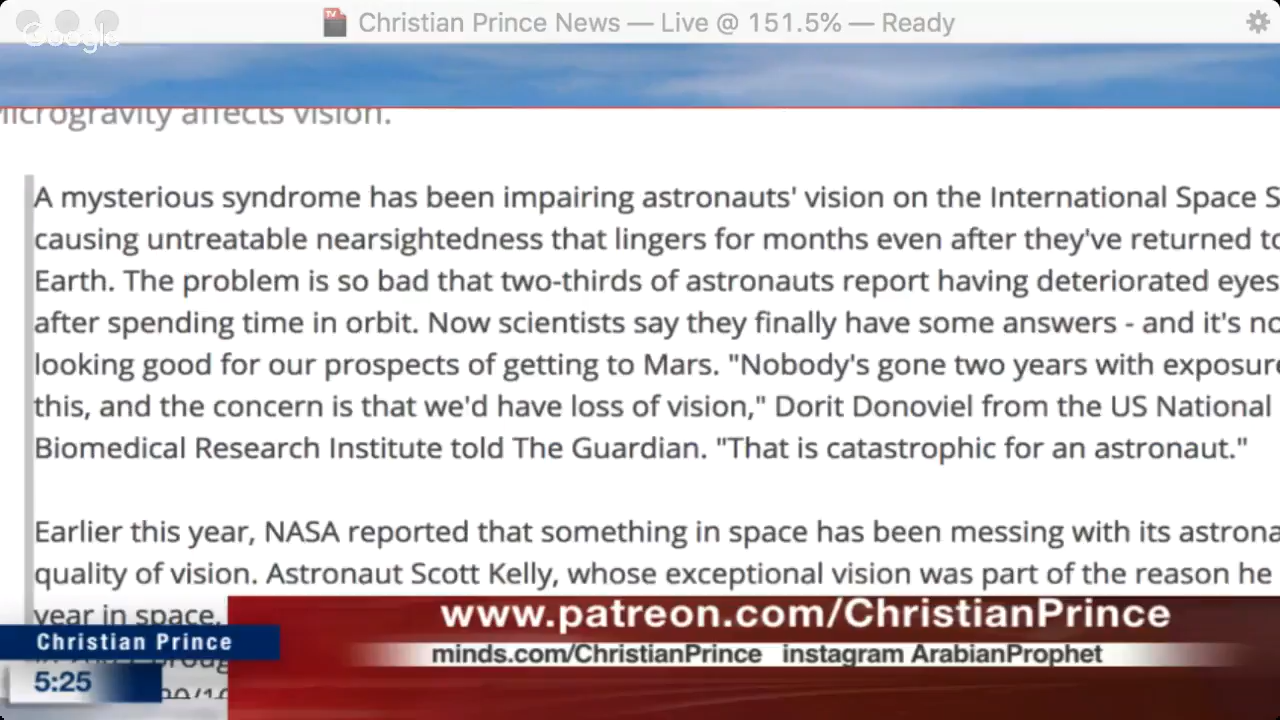 Christian Prince News — Live @ 151.5% — Ready
Google
Microgravity affects vision.
A mysterious syndrome has been impairing astronauts' vision on the International Space S
causing untreatable nearsightedness that lingers for months even after they've returned to
Earth. The problem is so bad that two-thirds of astronauts report having deteriorated eyes
after spending time in orbit. Now scientists say they finally have some answers - and it's no
looking good for our prospects of getting to Mars. "Nobody's gone two years with exposure
this, and the concern is that we'd have loss of vision," Dorit Donoviel from the US National
Biomedical Research Institute told The Guardian. "That is catastrophic for an astronaut."
Earlier this year, NASA reported that something in space has been messing with its astrona
quality of vision. Astronaut Scott Kelly, whose exceptional vision was part of the reason he
year in space,
www.patreon.com/ChristianPrince
Christian Prince
minds.com/ChristianPrince instagram ArabianProphet
5:25